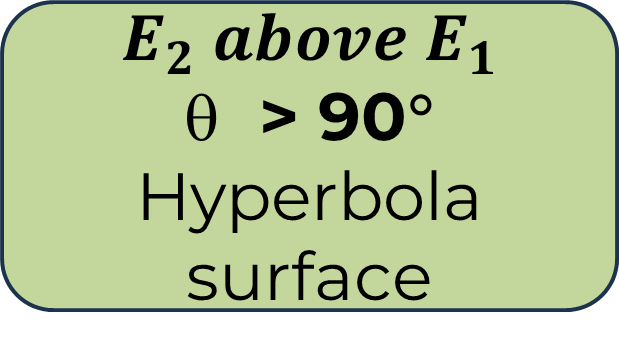 E₂ above E₁
θ > 90°
Hyperbola
surface